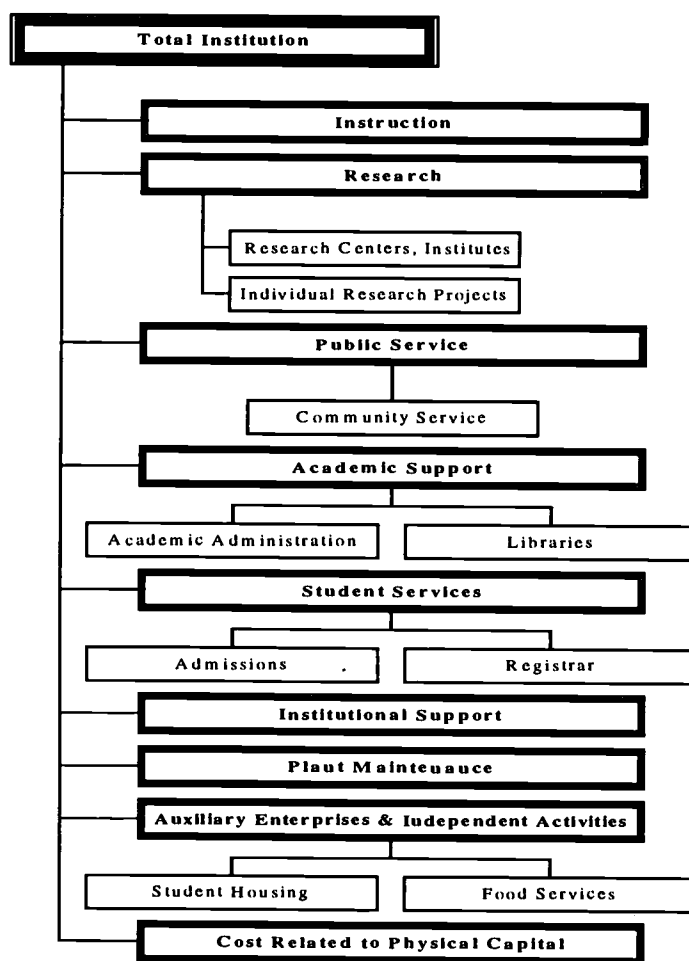 Total Institution
Instruction
Research
Research Centers, Institutes
Individual Research Projects
Public Service
Community Service
Academic Support
Academic Administration
Libraries
Student Services
Admissions
Registrar
Institutional Support
Plaut Mainteuauce
Auxiliary Enterprises & Iudependent Activities
Student Housing
Food Services
Cost Related to Physical Capital